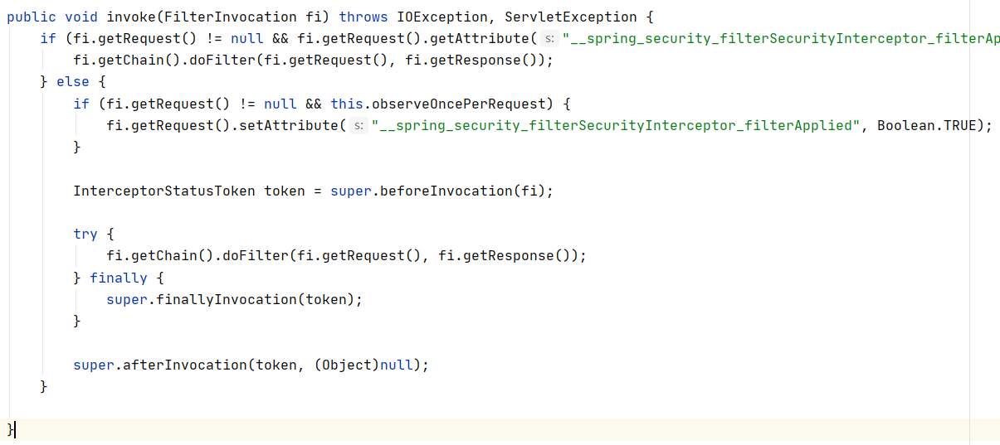 public void invoke(FilterInvocation fi) throws IOException, ServletException {
    if (fi.getRequest() != null && fi.getRequest().getAttribute( s: "__spring_security_filterSecurityInterceptor_filterAp
        fi.getChain().doFilter(fi.getRequest(), fi.getResponse());
    } else {
        if (fi.getRequest() != null && this.observeOncePerRequest) {
            fi.getRequest().setAttribute( s: "__spring_security_filterSecurityInterceptor_filterApplied", Boolean.TRUE);
        }
        InterceptorStatusToken token = super.beforeInvocation(fi);
        try {
            fi.getChain().doFilter(fi.getRequest(), fi.getResponse());
        } finally {
            super.finallyInvocation(token);
        }
        super.afterInvocation(token, (Object)null);
    }
}